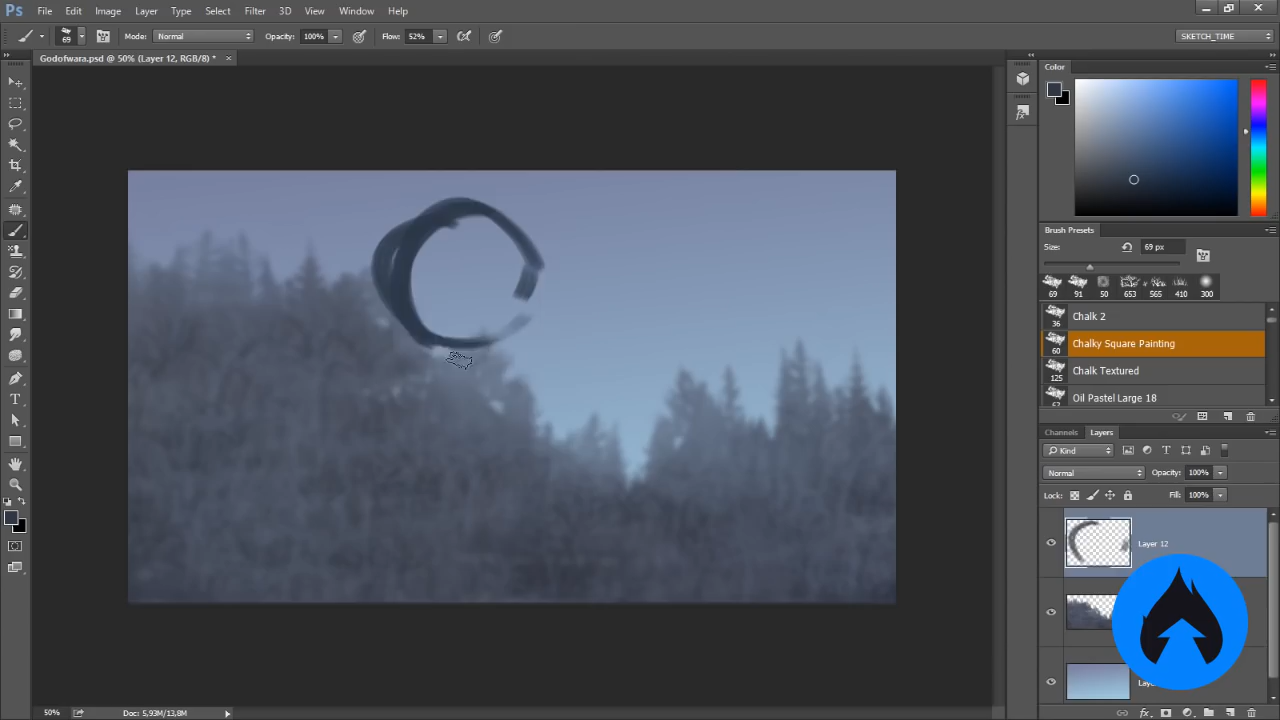 Ps File Edit Image Layer Type Select Filter 3D View Window Help
69 Mode: Normal Opacity: 100% Flow: 52% SKETCH_TIME
Godofwara.psd @ 50% (Layer 12, RGB/8) * ×
Color
Brush Presets
Size: 69 px
69 91 50 653 565 410 300
Chalk 2
36
Chalky Square Painting
60
Chalk Textured
125
Oil Pastel Large 18
Channels Layers
Kind
Normal Opacity: 100%
Lock: Fill: 100%
Layer 12
50% Doc: 5,93M/13,8M